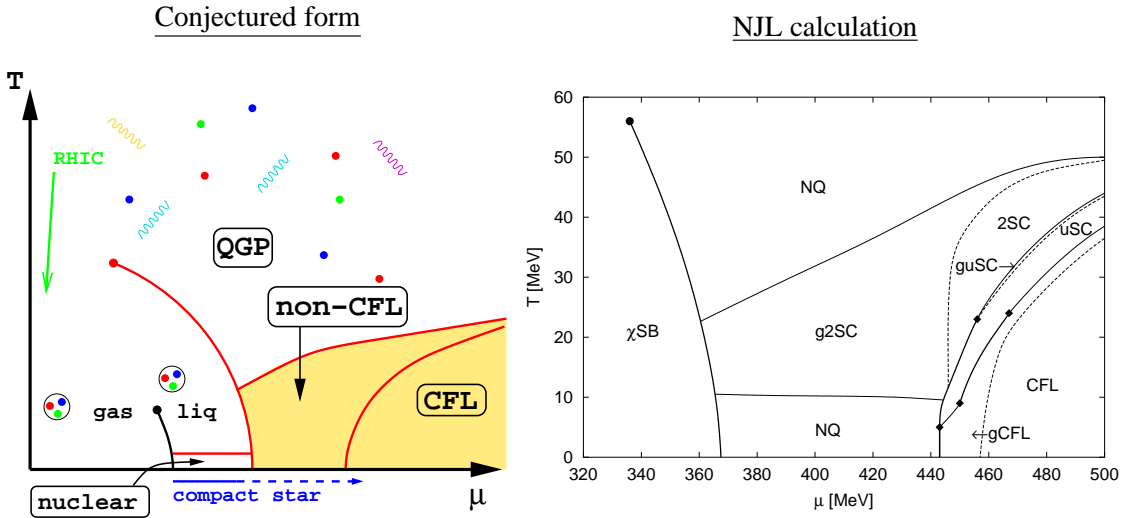 Conjectured form
T
RHIC
QGP
non-CFL
CFL
gas
liq
nuclear
compact star
μ
NJL calculation
T [MeV]
60
50
40
30
20
10
0
NQ
2SC
uSC
guSC→
χSB
g2SC
CFL
NQ
←gCFL
320
340
360
380
400
420
440
460
480
500
μ [MeV]